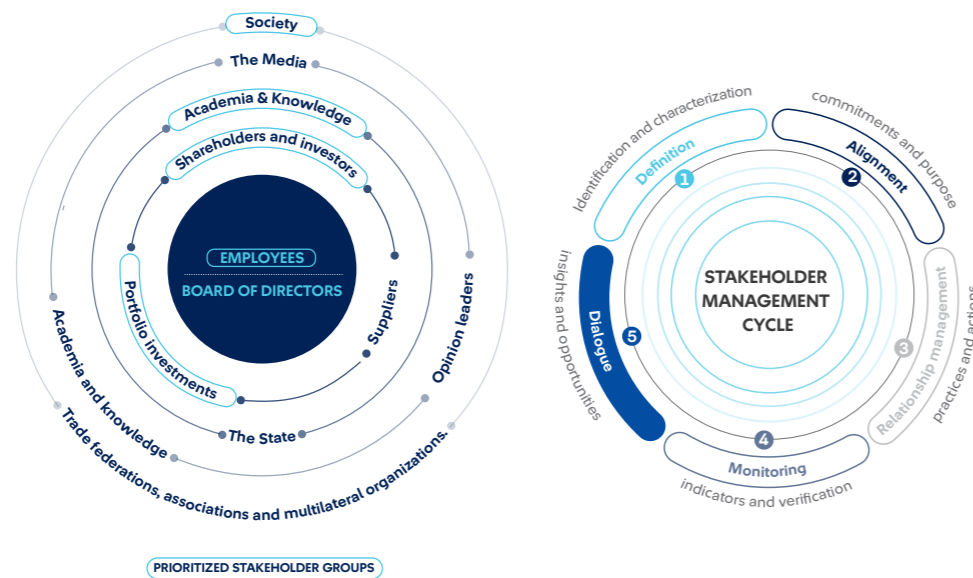 Society
The Media
Academia & Knowledge
Shareholders and investors
EMPLOYEES
BOARD OF DIRECTORS
Portfolio investments
Suppliers
Opinion leaders
The State
Academia and knowledge
Trade federations, associations and multilateral organizations.
PRIORITIZED STAKEHOLDER GROUPS
Identification and characterization
Definition
1
commitments and purpose
Alignment
2
Relationship management
3
practices and actions
4
Monitoring
indicators and verification
Dialogue
5
insights and opportunities
STAKEHOLDER
MANAGEMENT
CYCLE